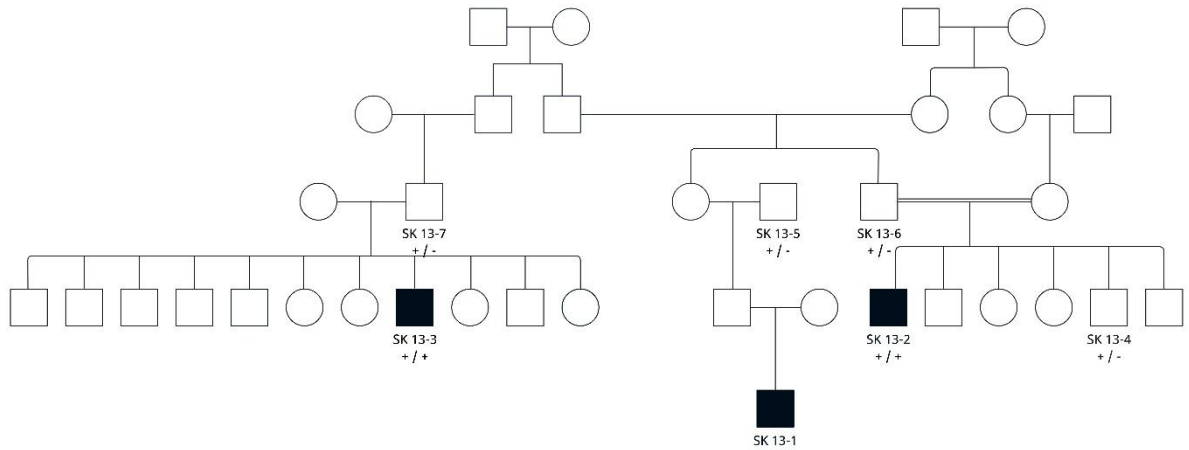 SK 13-7
+ / -
SK 13-5
+ / -
SK 13-6
+ / -
SK 13-3
+ / +
SK 13-2
+ / +
SK 13-4
+ / -
SK 13-1